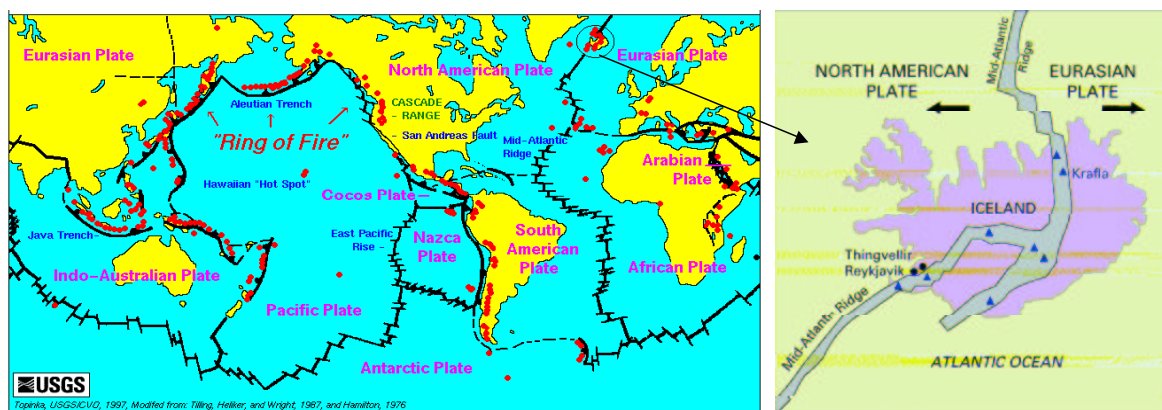 Eurasian Plate
North American Plate
Eurasian Plate
Aleutian Trench
CASCADE
RANGE
"Ring of Fire"
San Andreas Fault
Mid-Atlantic
Ridge
Arabian
Plate
Hawaiian "Hot Spot"
Cocos Plate
Java Trench
East Pacific
Rise
Nazca
Plate
South
American
Plate
Indo-Australian Plate
African Plate
Pacific Plate
Antarctic Plate
USGS
Topinka, USGS/CVO, 1997, Modified from: Tilling, Heliker, and Wright, 1987, and Hamilton, 1976
Mid-Atlantic
Ridge
NORTH AMERICAN
PLATE
EURASIAN
PLATE
Krafla
ICELAND
Thingvellir
Reykjavik
Mid-Atlantic Ridge
ATLANTIC OCEAN